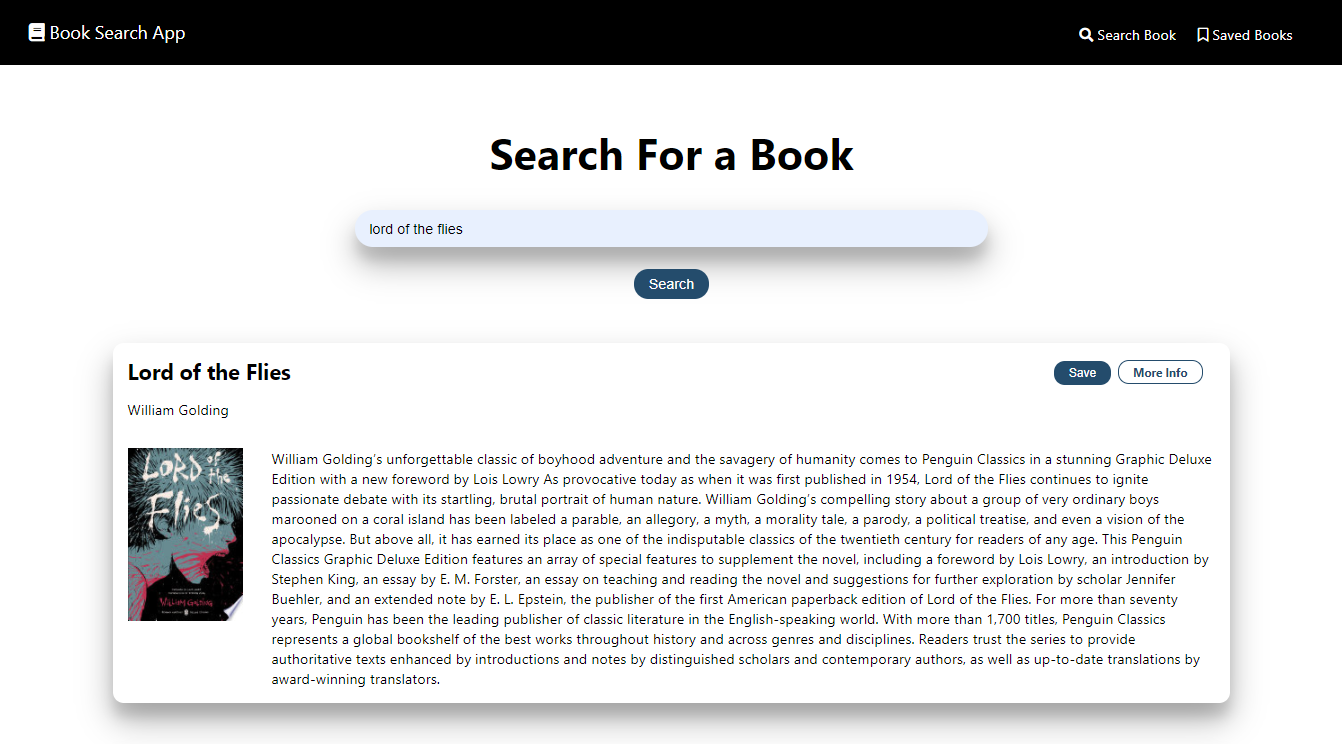 Book Search App
Search Book
Saved Books
Search For a Book
lord of the flies
Search
Lord of the Flies
Save
More Info
William Golding
LORD of the
Flies
WILLIAM GOLDING
William Golding's unforgettable classic of boyhood adventure and the savagery of humanity comes to Penguin Classics in a stunning Graphic Deluxe
Edition with a new foreword by Lois Lowry As provocative today as when it was first published in 1954, Lord of the Flies continues to ignite
passionate debate with its startling, brutal portrait of human nature. William Golding's compelling story about a group of very ordinary boys
marooned on a coral island has been labeled a parable, an allegory, a myth, a morality tale, a parody, a political treatise, and even a vision of the
apocalypse. But above all, it has earned its place as one of the indisputable classics of the twentieth century for readers of any age. This Penguin
Classics Graphic Deluxe Edition features an array of special features to supplement the novel, including a foreword by Lois Lowry, an introduction by
Stephen King, an essay by E. M. Forster, an essay on teaching and reading the novel and suggestions for further exploration by scholar Jennifer
Buehler, and an extended note by E. L. Epstein, the publisher of the first American paperback edition of Lord of the Flies. For more than seventy
years, Penguin has been the leading publisher of classic literature in the English-speaking world. With more than 1,700 titles, Penguin Classics
represents a global bookshelf of the best works throughout history and across genres and disciplines. Readers trust the series to provide
authoritative texts enhanced by introductions and notes by distinguished scholars and contemporary authors, as well as up-to-date translations by
award-winning translators.